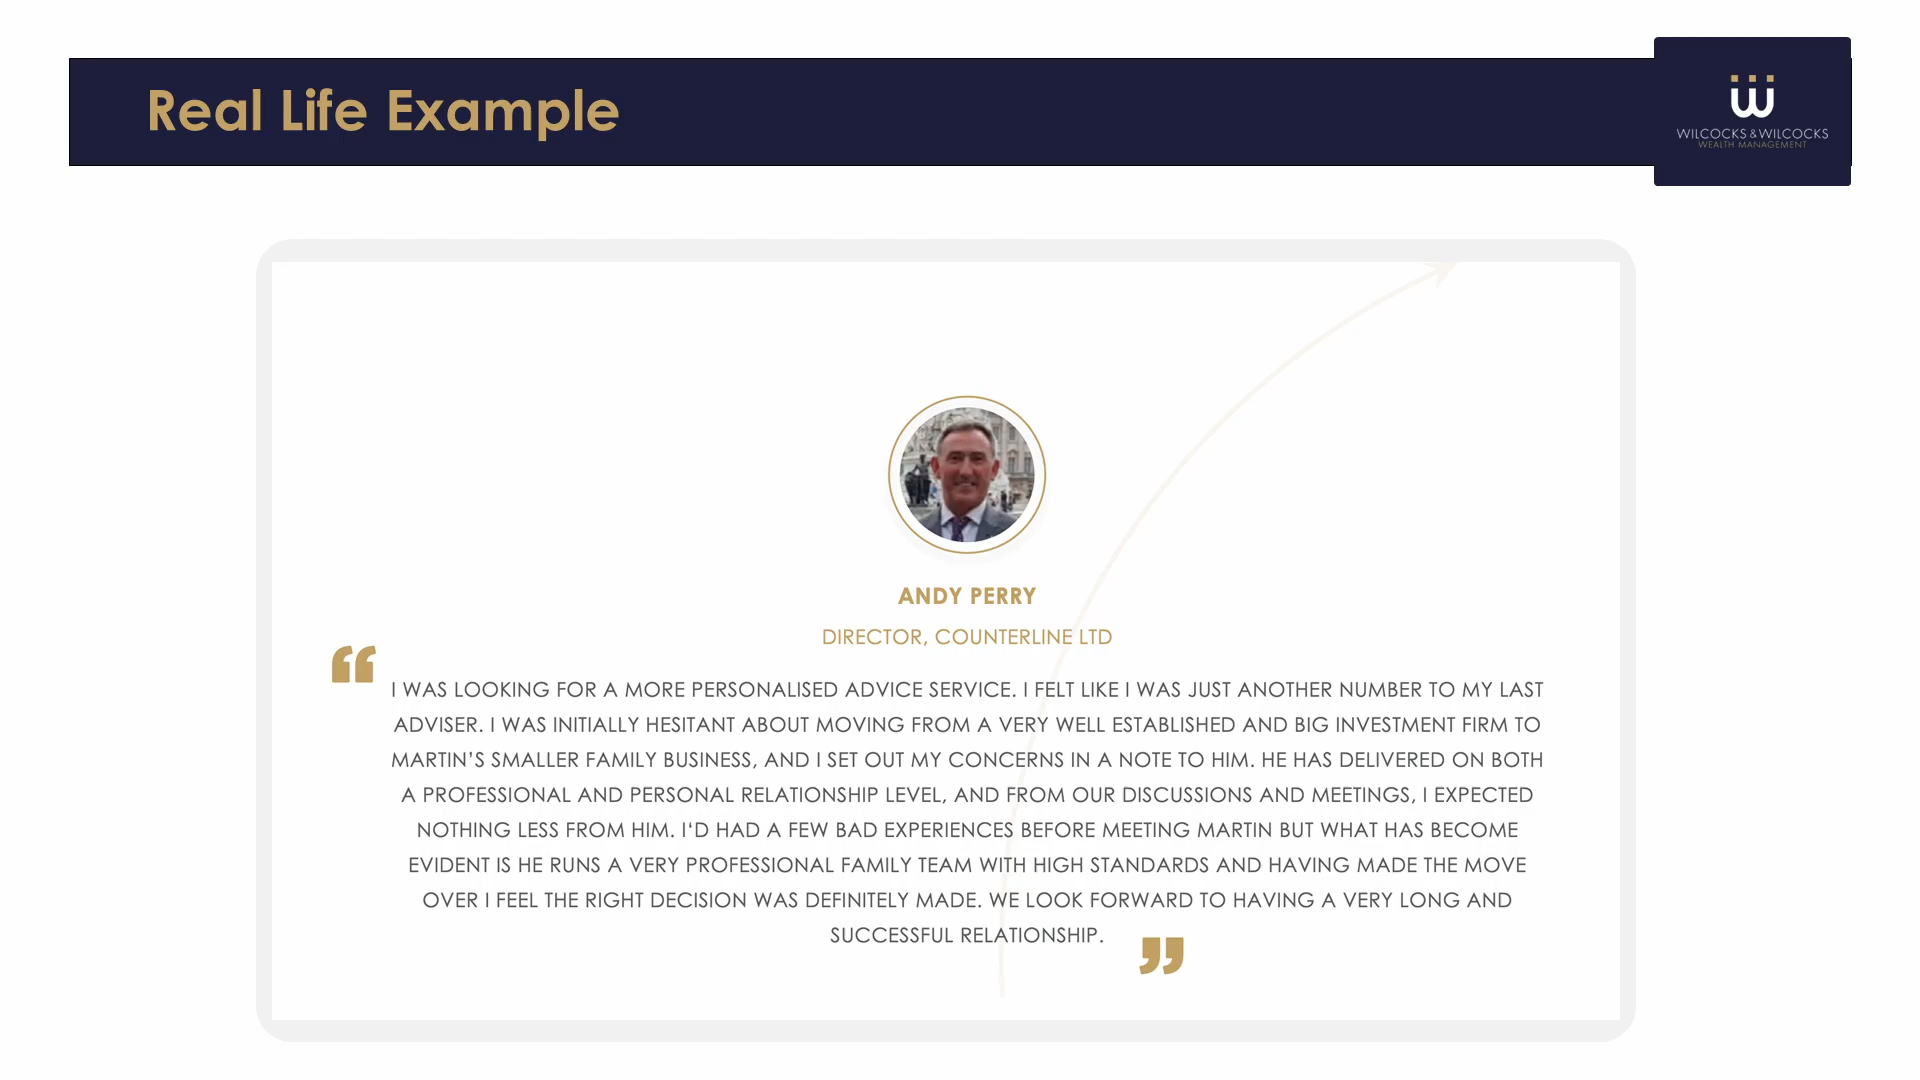 Real Life Example
WILCOCKS & WILCOCKS
WEALTH MANAGEMENT
ANDY PERRY
DIRECTOR, COUNTERLINE LTD
“
I WAS LOOKING FOR A MORE PERSONALISED ADVICE SERVICE. I FELT LIKE I WAS JUST ANOTHER NUMBER TO MY LAST
ADVISER. I WAS INITIALLY HESITANT ABOUT MOVING FROM A VERY WELL ESTABLISHED AND BIG INVESTMENT FIRM TO
MARTIN’S SMALLER FAMILY BUSINESS, AND I SET OUT MY CONCERNS IN A NOTE TO HIM. HE HAS DELIVERED ON BOTH
A PROFESSIONAL AND PERSONAL RELATIONSHIP LEVEL, AND FROM OUR DISCUSSIONS AND MEETINGS, I EXPECTED
NOTHING LESS FROM HIM. I‘D HAD A FEW BAD EXPERIENCES BEFORE MEETING MARTIN BUT WHAT HAS BECOME
EVIDENT IS HE RUNS A VERY PROFESSIONAL FAMILY TEAM WITH HIGH STANDARDS AND HAVING MADE THE MOVE
OVER I FEEL THE RIGHT DECISION WAS DEFINITELY MADE. WE LOOK FORWARD TO HAVING A VERY LONG AND
SUCCESSFUL RELATIONSHIP.
”